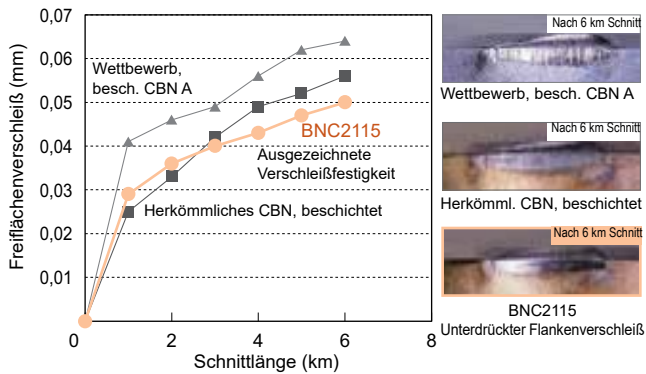 0,07
0,06
0,05
0,04
0,03
0,02
0,01
0
2
4
6
8
Freiflächenverschleiß (mm)
Schnittlänge (km)
Wettbewerb,
besch. CBN A
BNC2115
Ausgezeichnete
Verschleißfestigkeit
Herkömmliches CBN, beschichtet
Nach 6 km Schnitt
Wettbewerb, besch. CBN A
Nach 6 km Schnitt
Herkömml. CBN, beschichtet
Nach 6 km Schnitt
BNC2115
Unterdrückter Flankenverschleiß